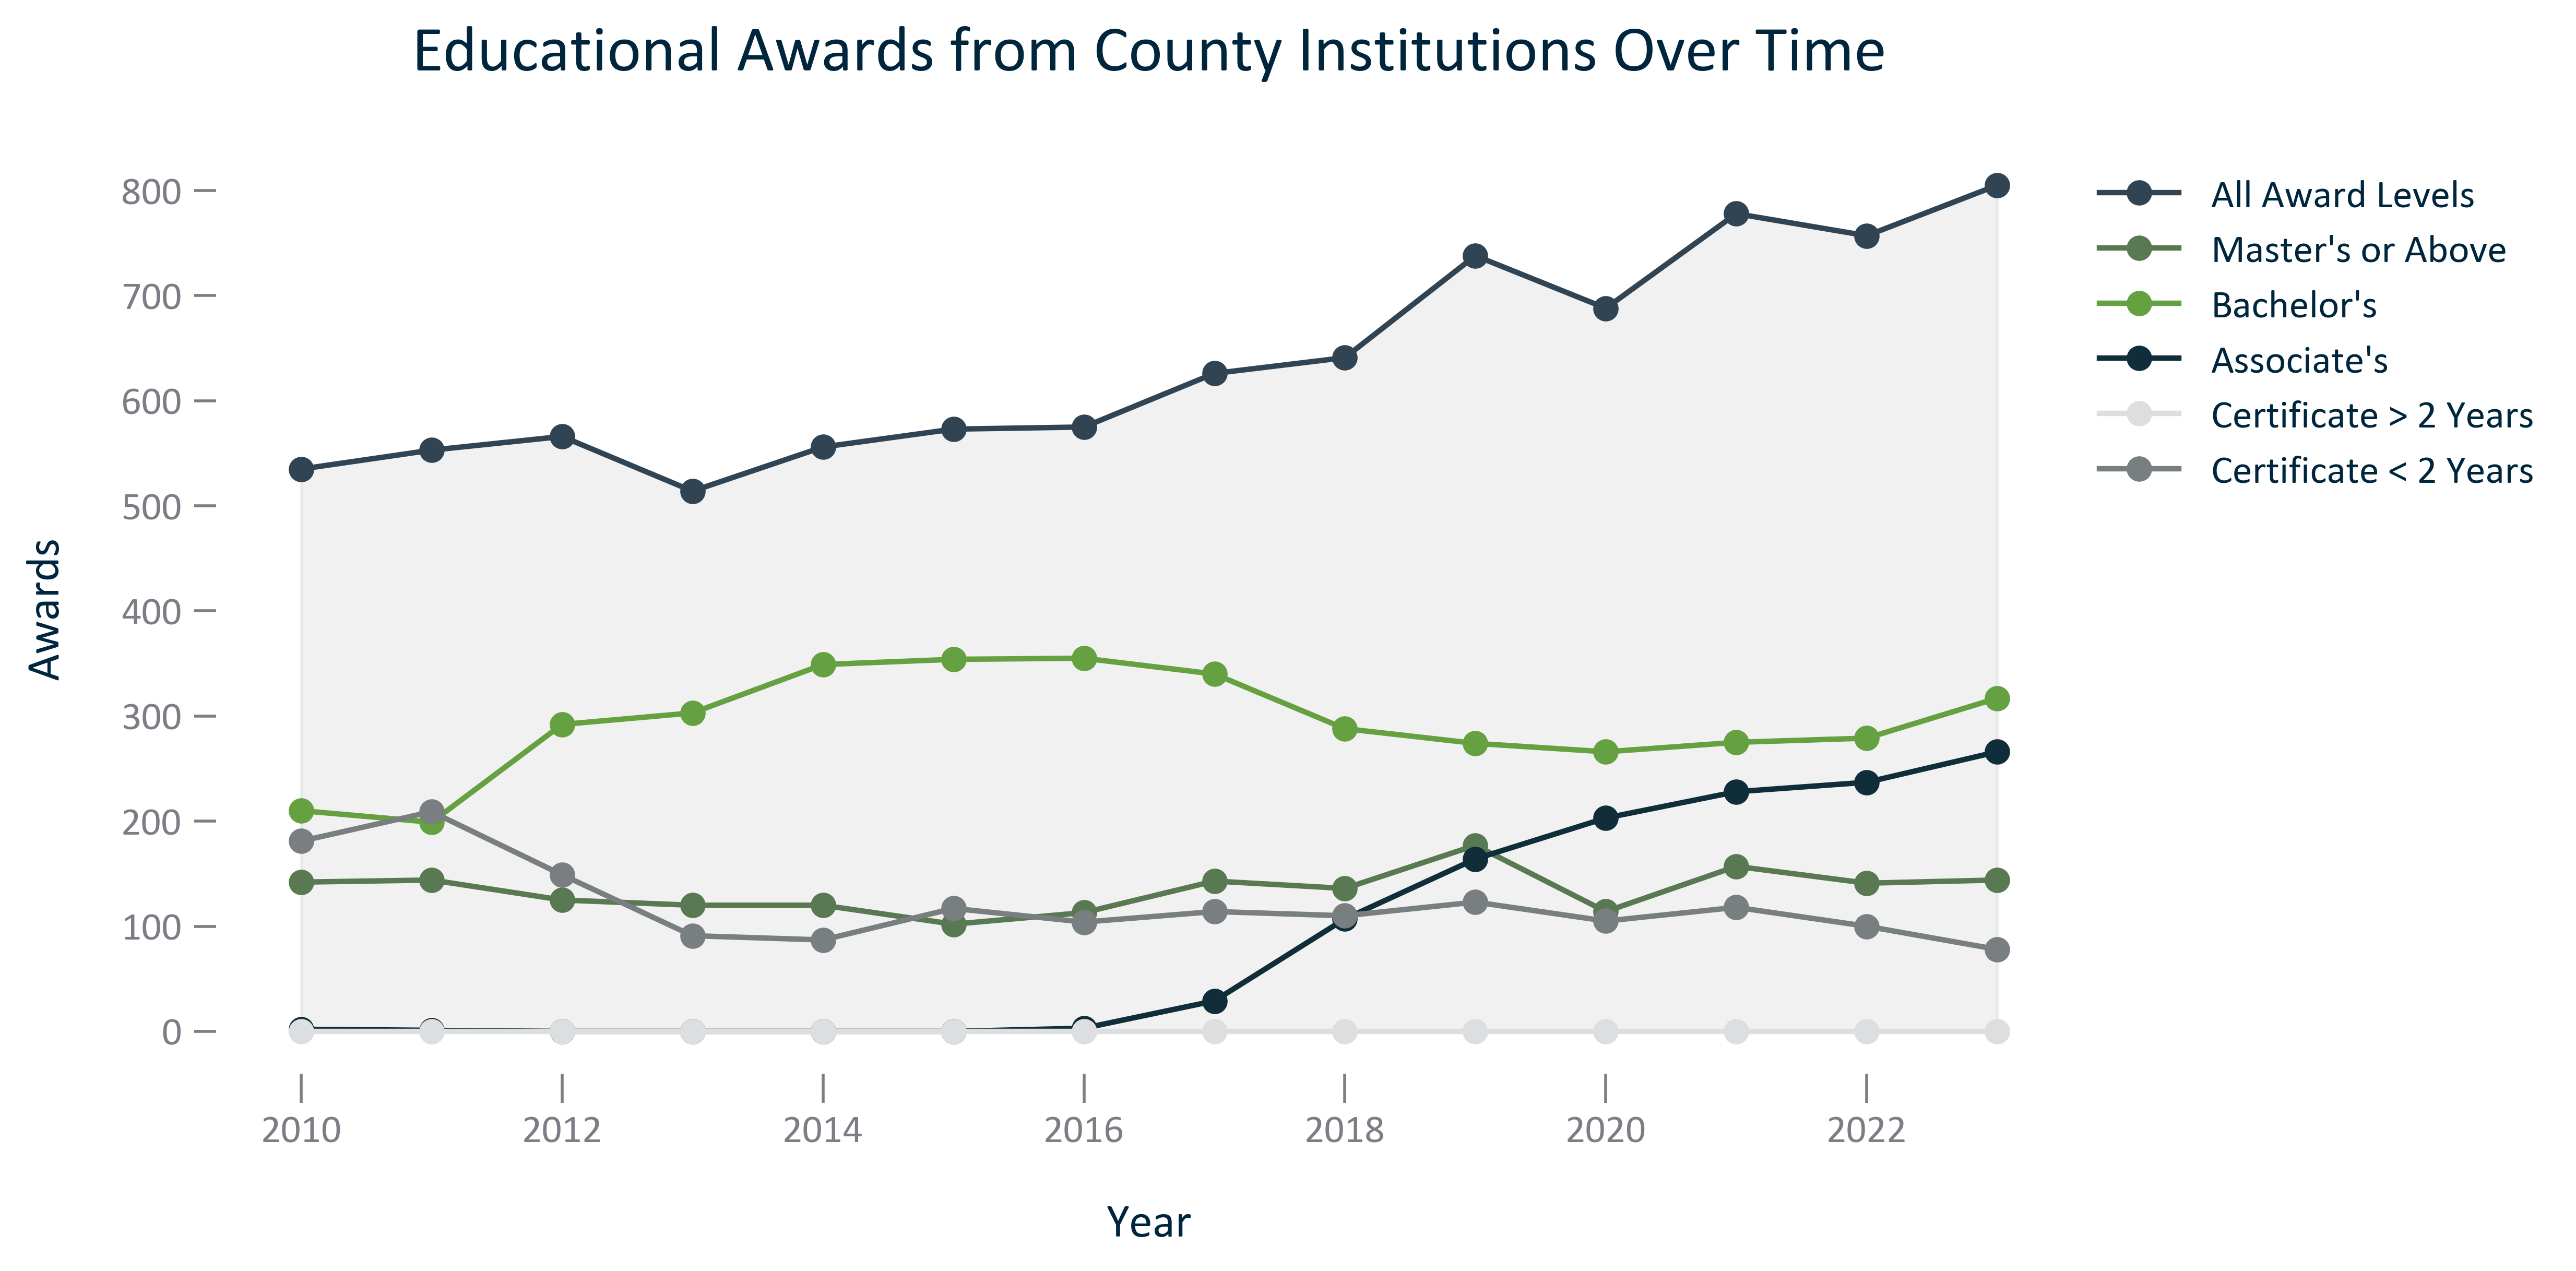 Educational Awards from County Institutions Over Time
800
700
600
500
400
300
200
100
0
Awards
2010 2012 2014 2016 2018 2020 2022
Year
All Award Levels
Master's or Above
Bachelor's
Associate's
Certificate > 2 Years
Certificate < 2 Years